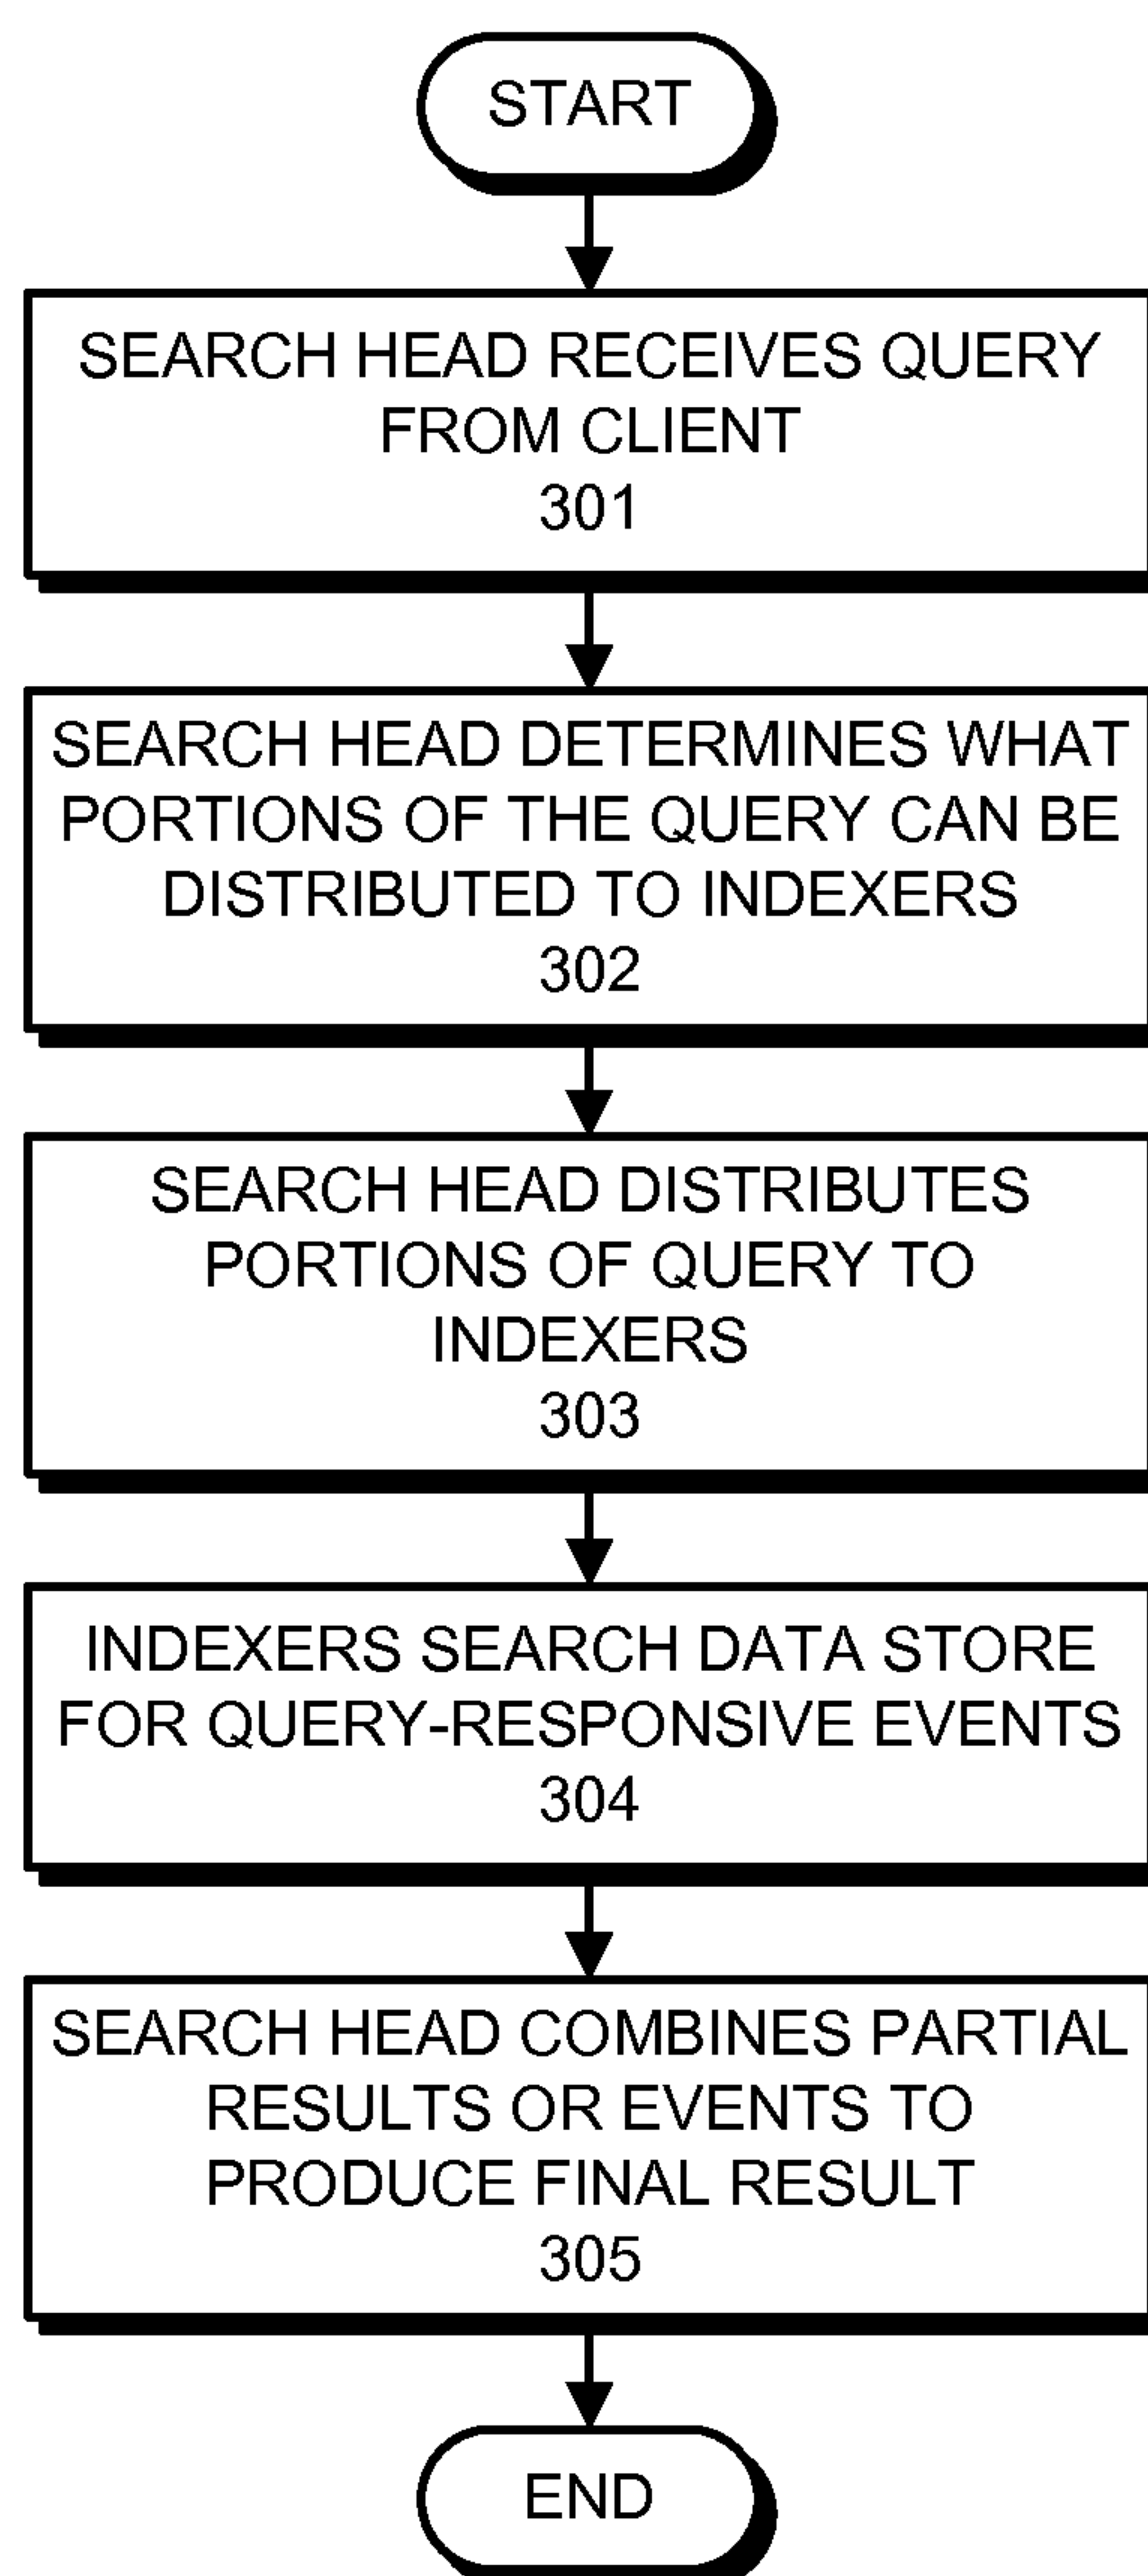 START
SEARCH HEAD RECEIVES QUERY
FROM CLIENT
301
SEARCH HEAD DETERMINES WHAT
PORTIONS OF THE QUERY CAN BE
DISTRIBUTED TO INDEXERS
302
SEARCH HEAD DISTRIBUTES
PORTIONS OF QUERY TO
INDEXERS
303
INDEXERS SEARCH DATA STORE
FOR QUERY-RESPONSIVE EVENTS
304
SEARCH HEAD COMBINES PARTIAL
RESULTS OR EVENTS TO
PRODUCE FINAL RESULT
305
END